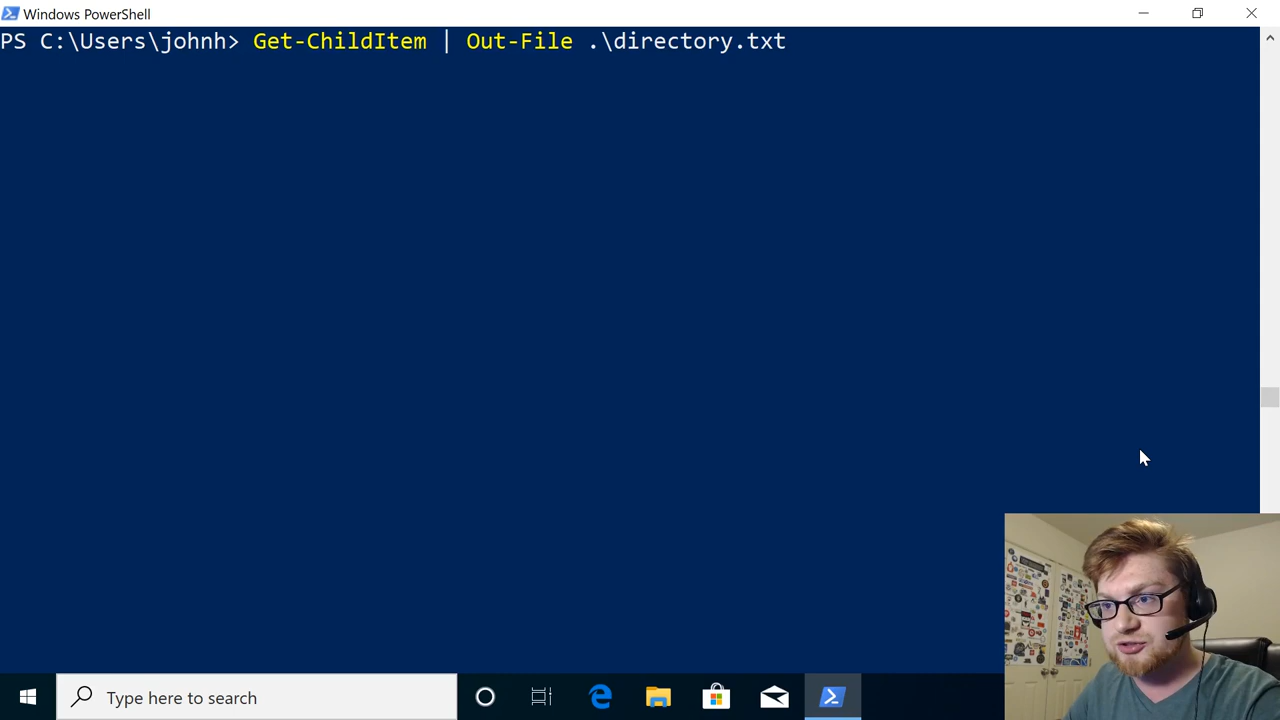 Windows PowerShell
PS C:\Users\johnh> Get-ChildItem | Out-File .\directory.txt
Type here to search